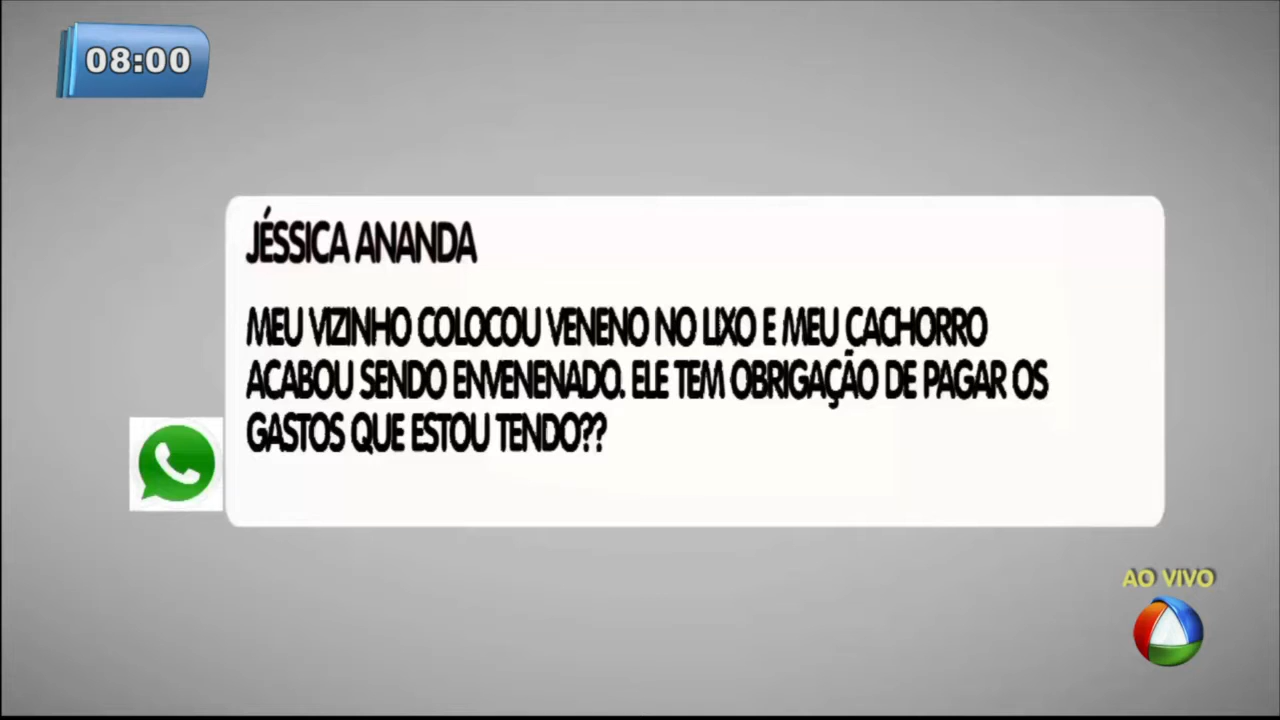 08:00
JÉSSICA ANANDA
MEU VIZINHO COLOCOU VENENO NO LIXO E MEU CACHORRO
ACABOU SENDO ENVENENADO. ELE TEM OBRIGAÇÃO DE PAGAR OS
GASTOS QUE ESTOU TENDO??
AO VIVO